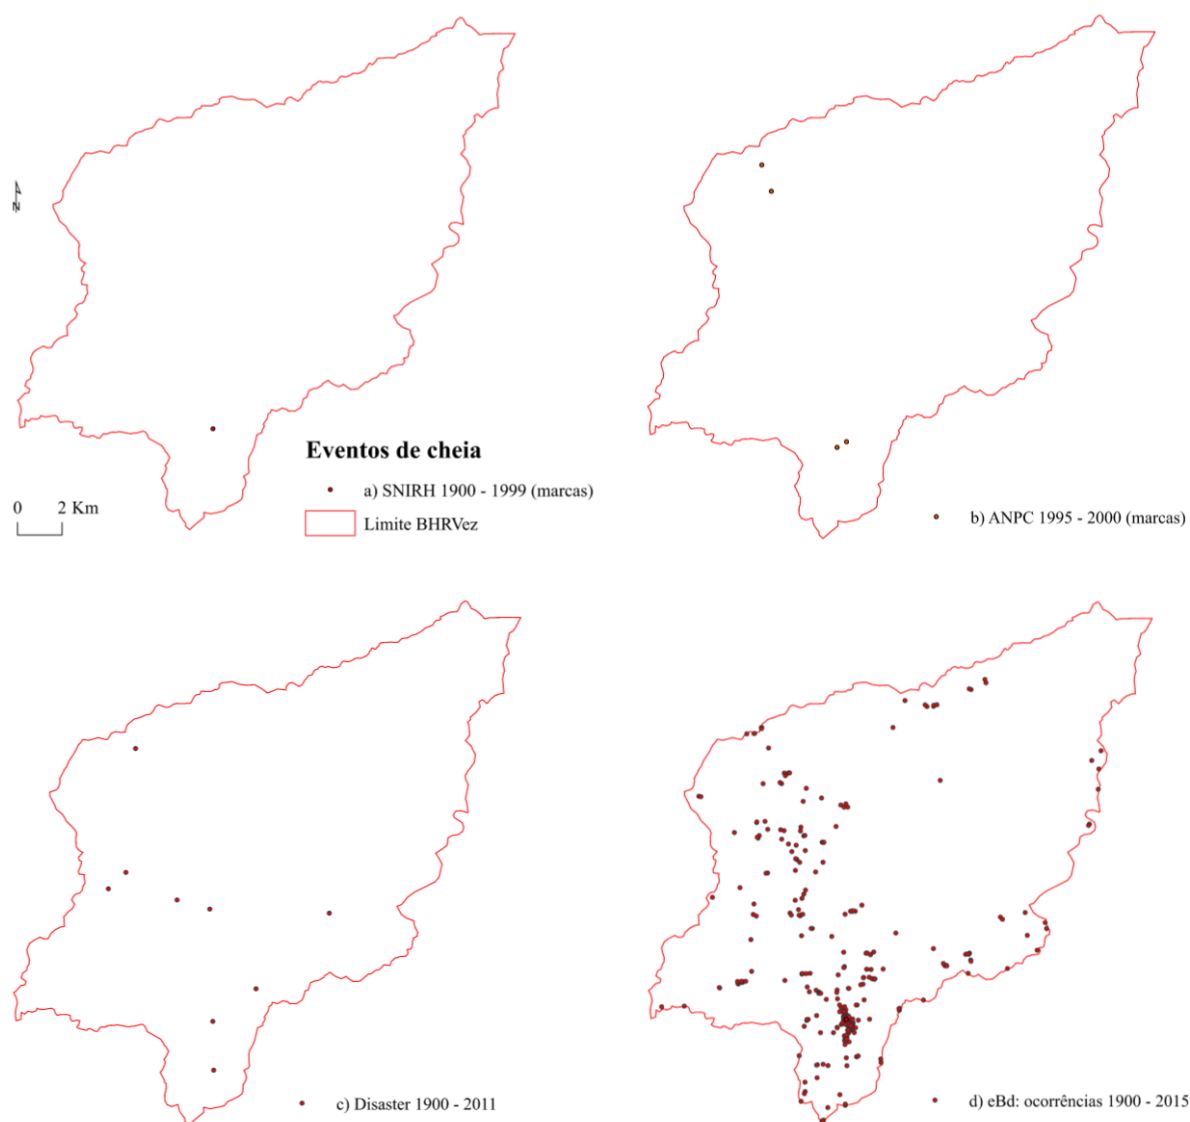 N
Eventos de cheia
a) SNIRH 1900 - 1999 (marcas)
Limite BHRVez
0 2 Km
b) ANPC 1995 - 2000 (marcas)
c) Disaster 1900 - 2011
d) eBd: ocorrências 1900 - 2015